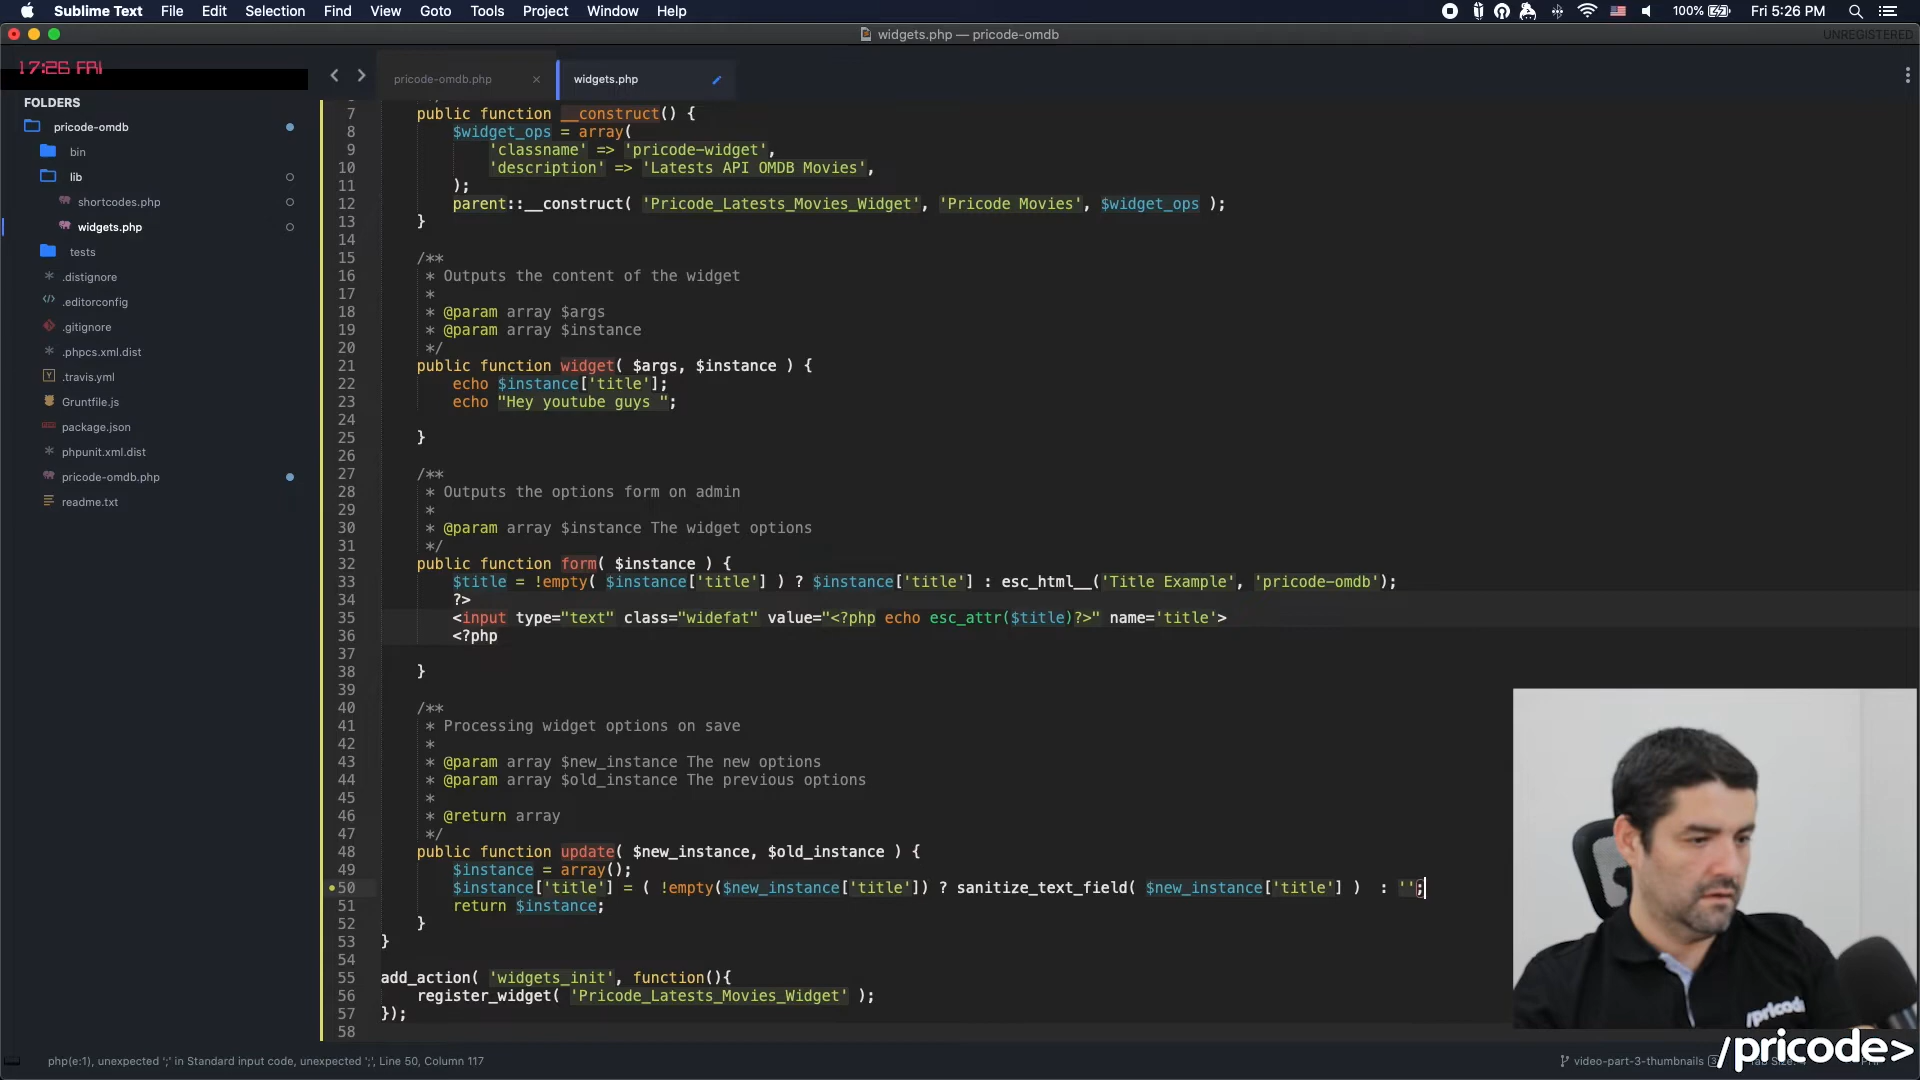 Sublime Text File Edit Selection Find View Goto Tools Project Window Help 100% Fri 5:26 PM
widgets.php — pricode-omdb UNREGISTERED
17:26 FRI
pricode-omdb.php × widgets.php
FOLDERS
pricode-omdb
bin
lib
shortcodes.php
widgets.php
tests
.distignore
.editorconfig
.gitignore
.phpcs.xml.dist
.travis.yml
Gruntfile.js
package.json
phpunit.xml.dist
pricode-omdb.php
readme.txt
7 public function __construct() {
8 $widget_ops = array(
9 'classname' => 'pricode-widget',
10 'description' => 'Latests API OMDB Movies',
11 );
12 parent::__construct( 'Pricode_Latests_Movies_Widget', 'Pricode Movies', $widget_ops );
13 }
14
15 /**
16 * Outputs the content of the widget
17 *
18 * @param array $args
19 * @param array $instance
20 */
21 public function widget( $args, $instance ) {
22 echo $instance['title'];
23 echo "Hey youtube guys ";
24
25 }
26
27 /**
28 * Outputs the options form on admin
29 *
30 * @param array $instance The widget options
31 */
32 public function form( $instance ) {
33 $title = !empty( $instance['title'] ) ? $instance['title'] : esc_html__('Title Example', 'pricode-omdb');
34 ?>
35 <input type="text" class="widefat" value="<?php echo esc_attr($title)?>" name='title'>
36 <?php
37
38 }
39
40 /**
41 * Processing widget options on save
42 *
43 * @param array $new_instance The new options
44 * @param array $old_instance The previous options
45 *
46 * @return array
47 */
48 public function update( $new_instance, $old_instance ) {
49 $instance = array();
50 $instance['title'] = ( !empty($new_instance['title']) ? sanitize_text_field( $new_instance['title'] ) : '';
51 return $instance;
52 }
53 }
54
55 add_action( 'widgets_init', function(){
56 register_widget( 'Pricode_Latests_Movies_Widget' );
57 });
58
/pricode
/pricode>
php(e:1), unexpected ';' in Standard input code, unexpected ';', Line 50, Column 117 video-part-3-thumbnails